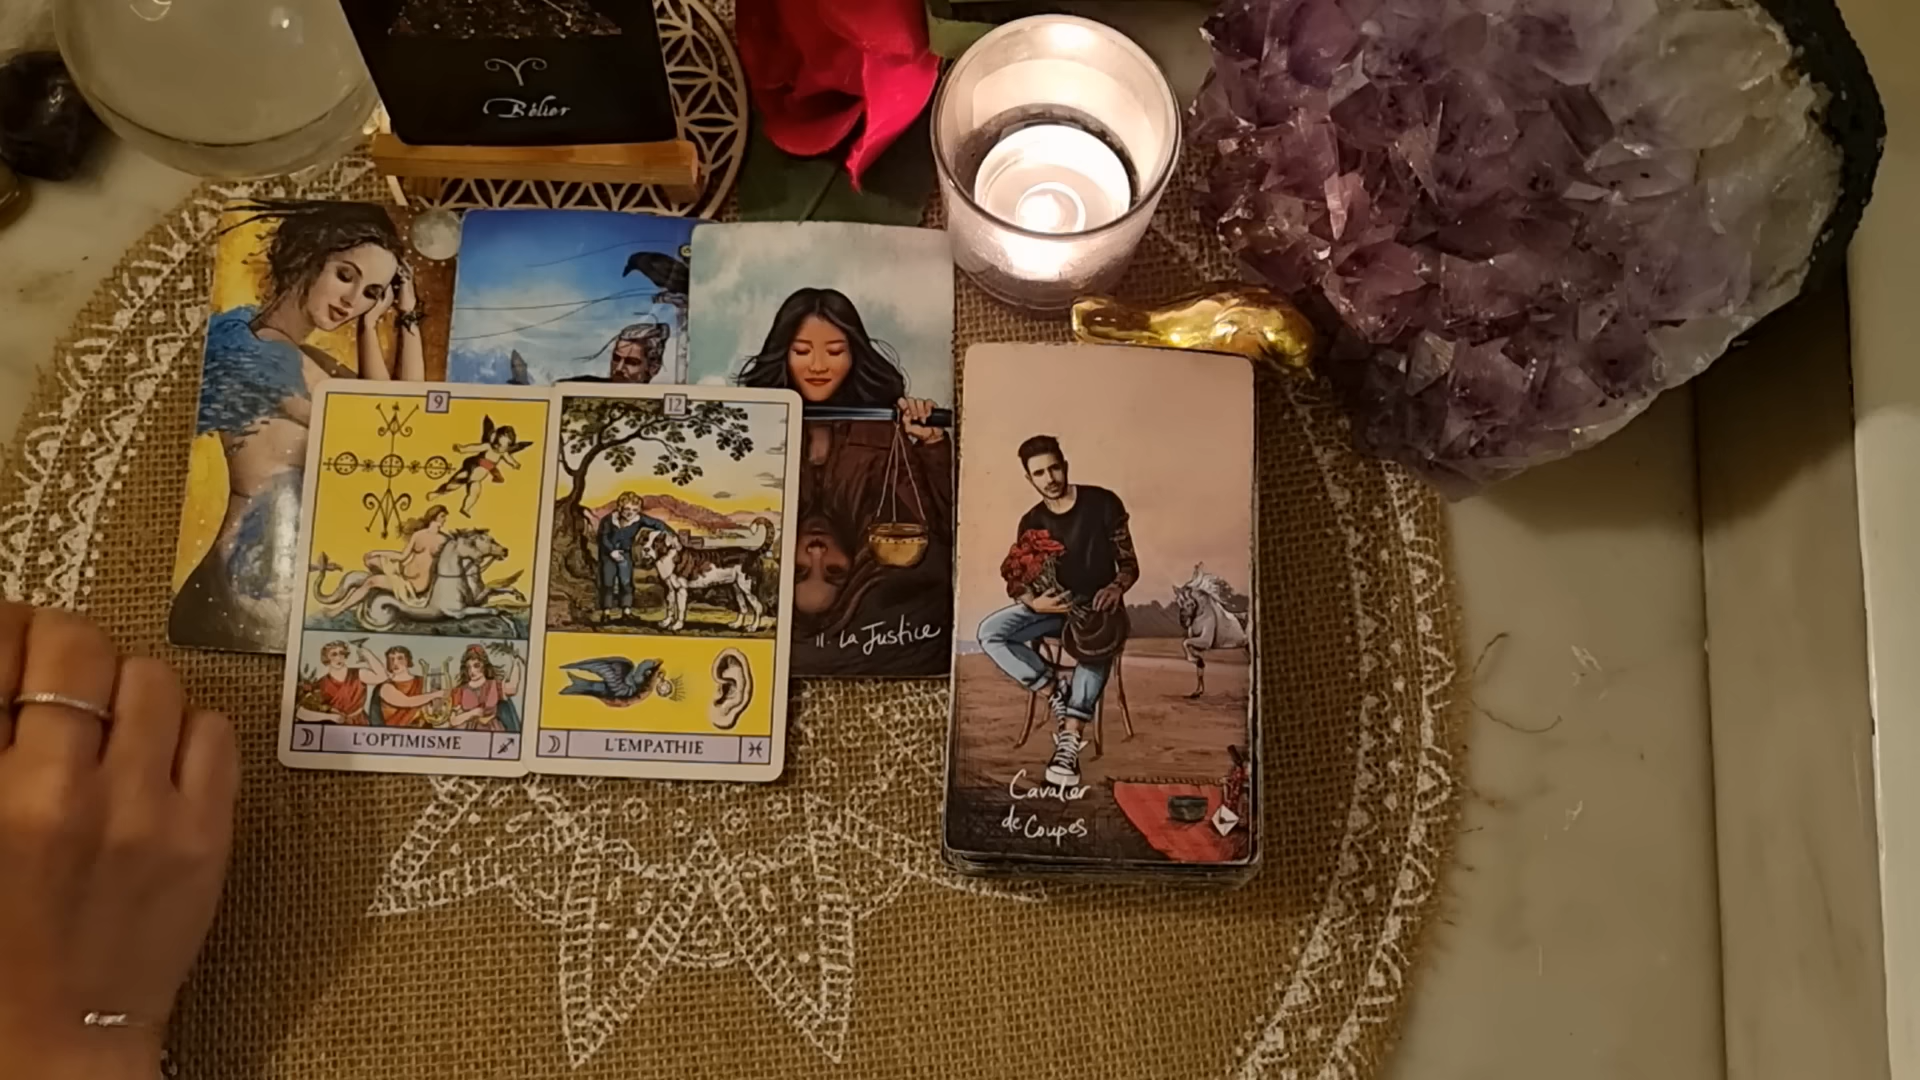 Bélier
9
12
11. La Justice
L'OPTIMISME
L'EMPATHIE
Cavalier
de Coupes